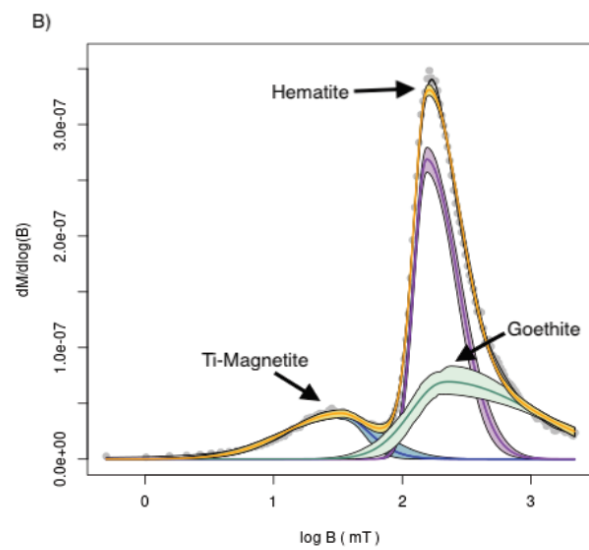 B)
Hematite
Goethite
Ti-Magnetite
dM/dlog(B)
0.0e+00
1.0e-07
2.0e-07
3.0e-07
0
1
2
3
log B ( mT )